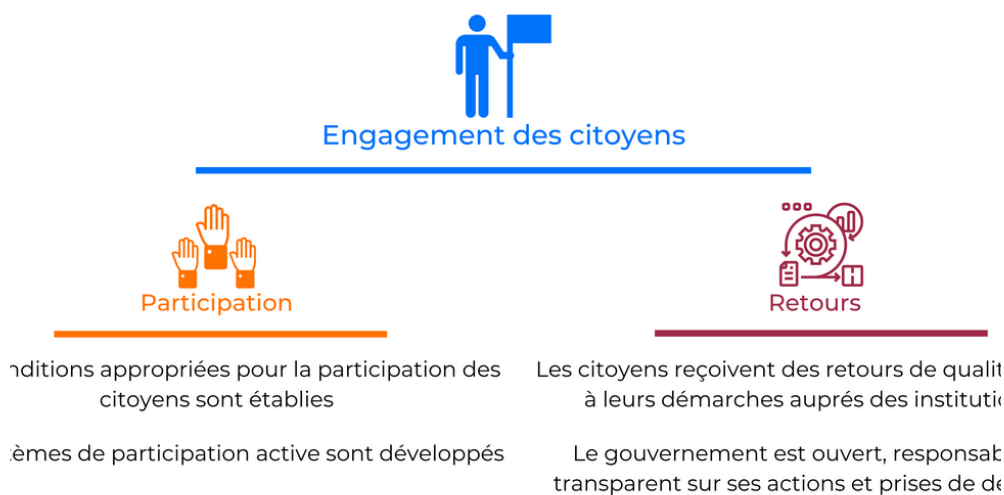 Engagement des citoyens
Participation
nditions appropriées pour la participation des
citoyens sont établies
tèmes de participation active sont développés
Retours
Les citoyens reçoivent des retours de qualit
à leurs démarches auprés des institutio
Le gouvernement est ouvert, responsab
transparent sur ses actions et prises de dé